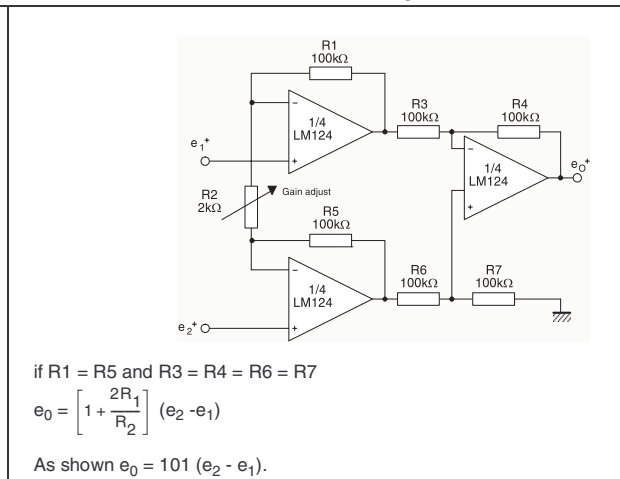 R1
100kΩ
1/4
LM124
R3
100kΩ
R4
100kΩ
e1+
1/4
LM124
eO+
R2
2kΩ
Gain adjust
R5
100kΩ
1/4
LM124
R6
100kΩ
R7
100kΩ
e2+
if R1 = R5 and R3 = R4 = R6 = R7
e0 = [1 + 2R1/R2] (e2 -e1)
As shown e0 = 101 (e2 - e1).